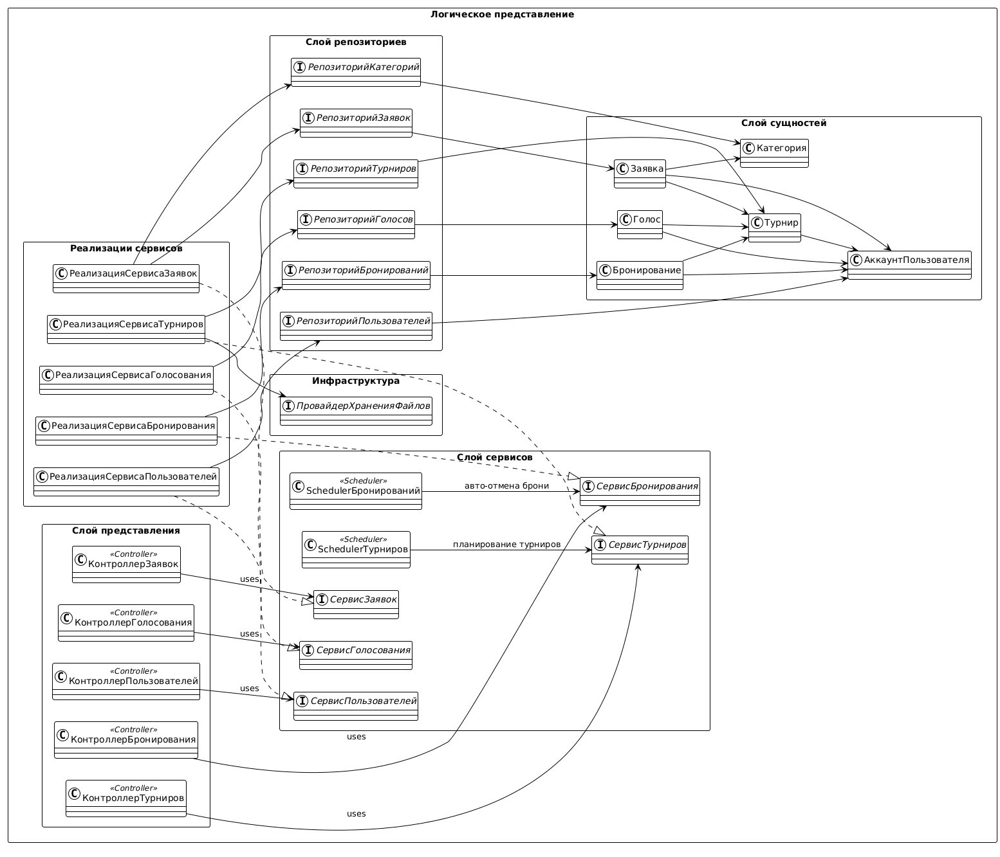 Логическое представление
Слой репозиториев
I РепозиторийКатегорий
I РепозиторийЗаявок
I РепозиторийТурниров
I РепозиторийГолосов
I РепозиторийБронирований
I РепозиторийПользователей
Слой сущностей
C Категория
C Заявка
C Голос
C Турнир
C Бронирование
C АккаунтПользователя
Реализации сервисов
C РеализацияСервисаЗаявок
C РеализацияСервисаТурниров
C РеализацияСервисаГолосования
C РеализацияСервисаБронирования
C РеализацияСервисаПользователей
Инфраструктура
I ПровайдерХраненияФайлов
Слой сервисов
«Scheduler»
C SchedulerБронирований
авто-отмена брони
I СервисБронирования
«Scheduler»
C SchedulerТурниров
планирование турниров
I СервисТурниров
I СервисЗаявок
I СервисГолосования
I СервисПользователей
Слой представления
«Controller»
C КонтроллерЗаявок
uses
«Controller»
C КонтроллерГолосования
uses
«Controller»
C КонтроллерПользователей
uses
«Controller»
C КонтроллерБронирования
uses
«Controller»
C КонтроллерТурниров
uses